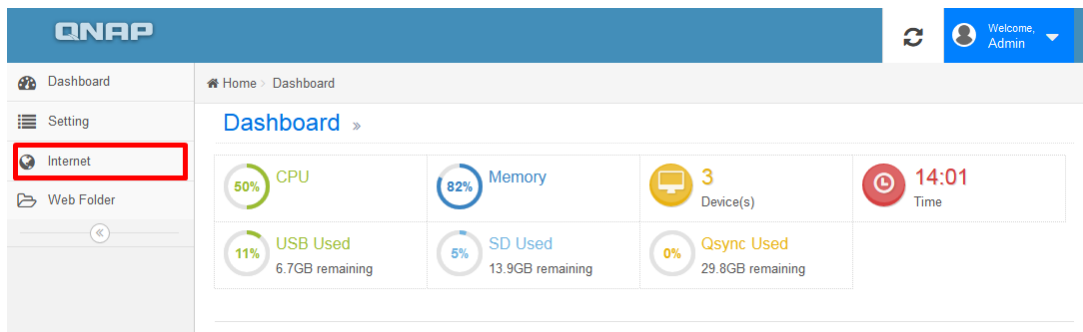 QNAP
Welcome,
Admin
Dashboard
Setting
Internet
Web Folder
Home > Dashboard
Dashboard »
50% CPU
82% Memory
3
Device(s)
14:01
Time
11% USB Used
6.7GB remaining
5% SD Used
13.9GB remaining
0% Qsync Used
29.8GB remaining